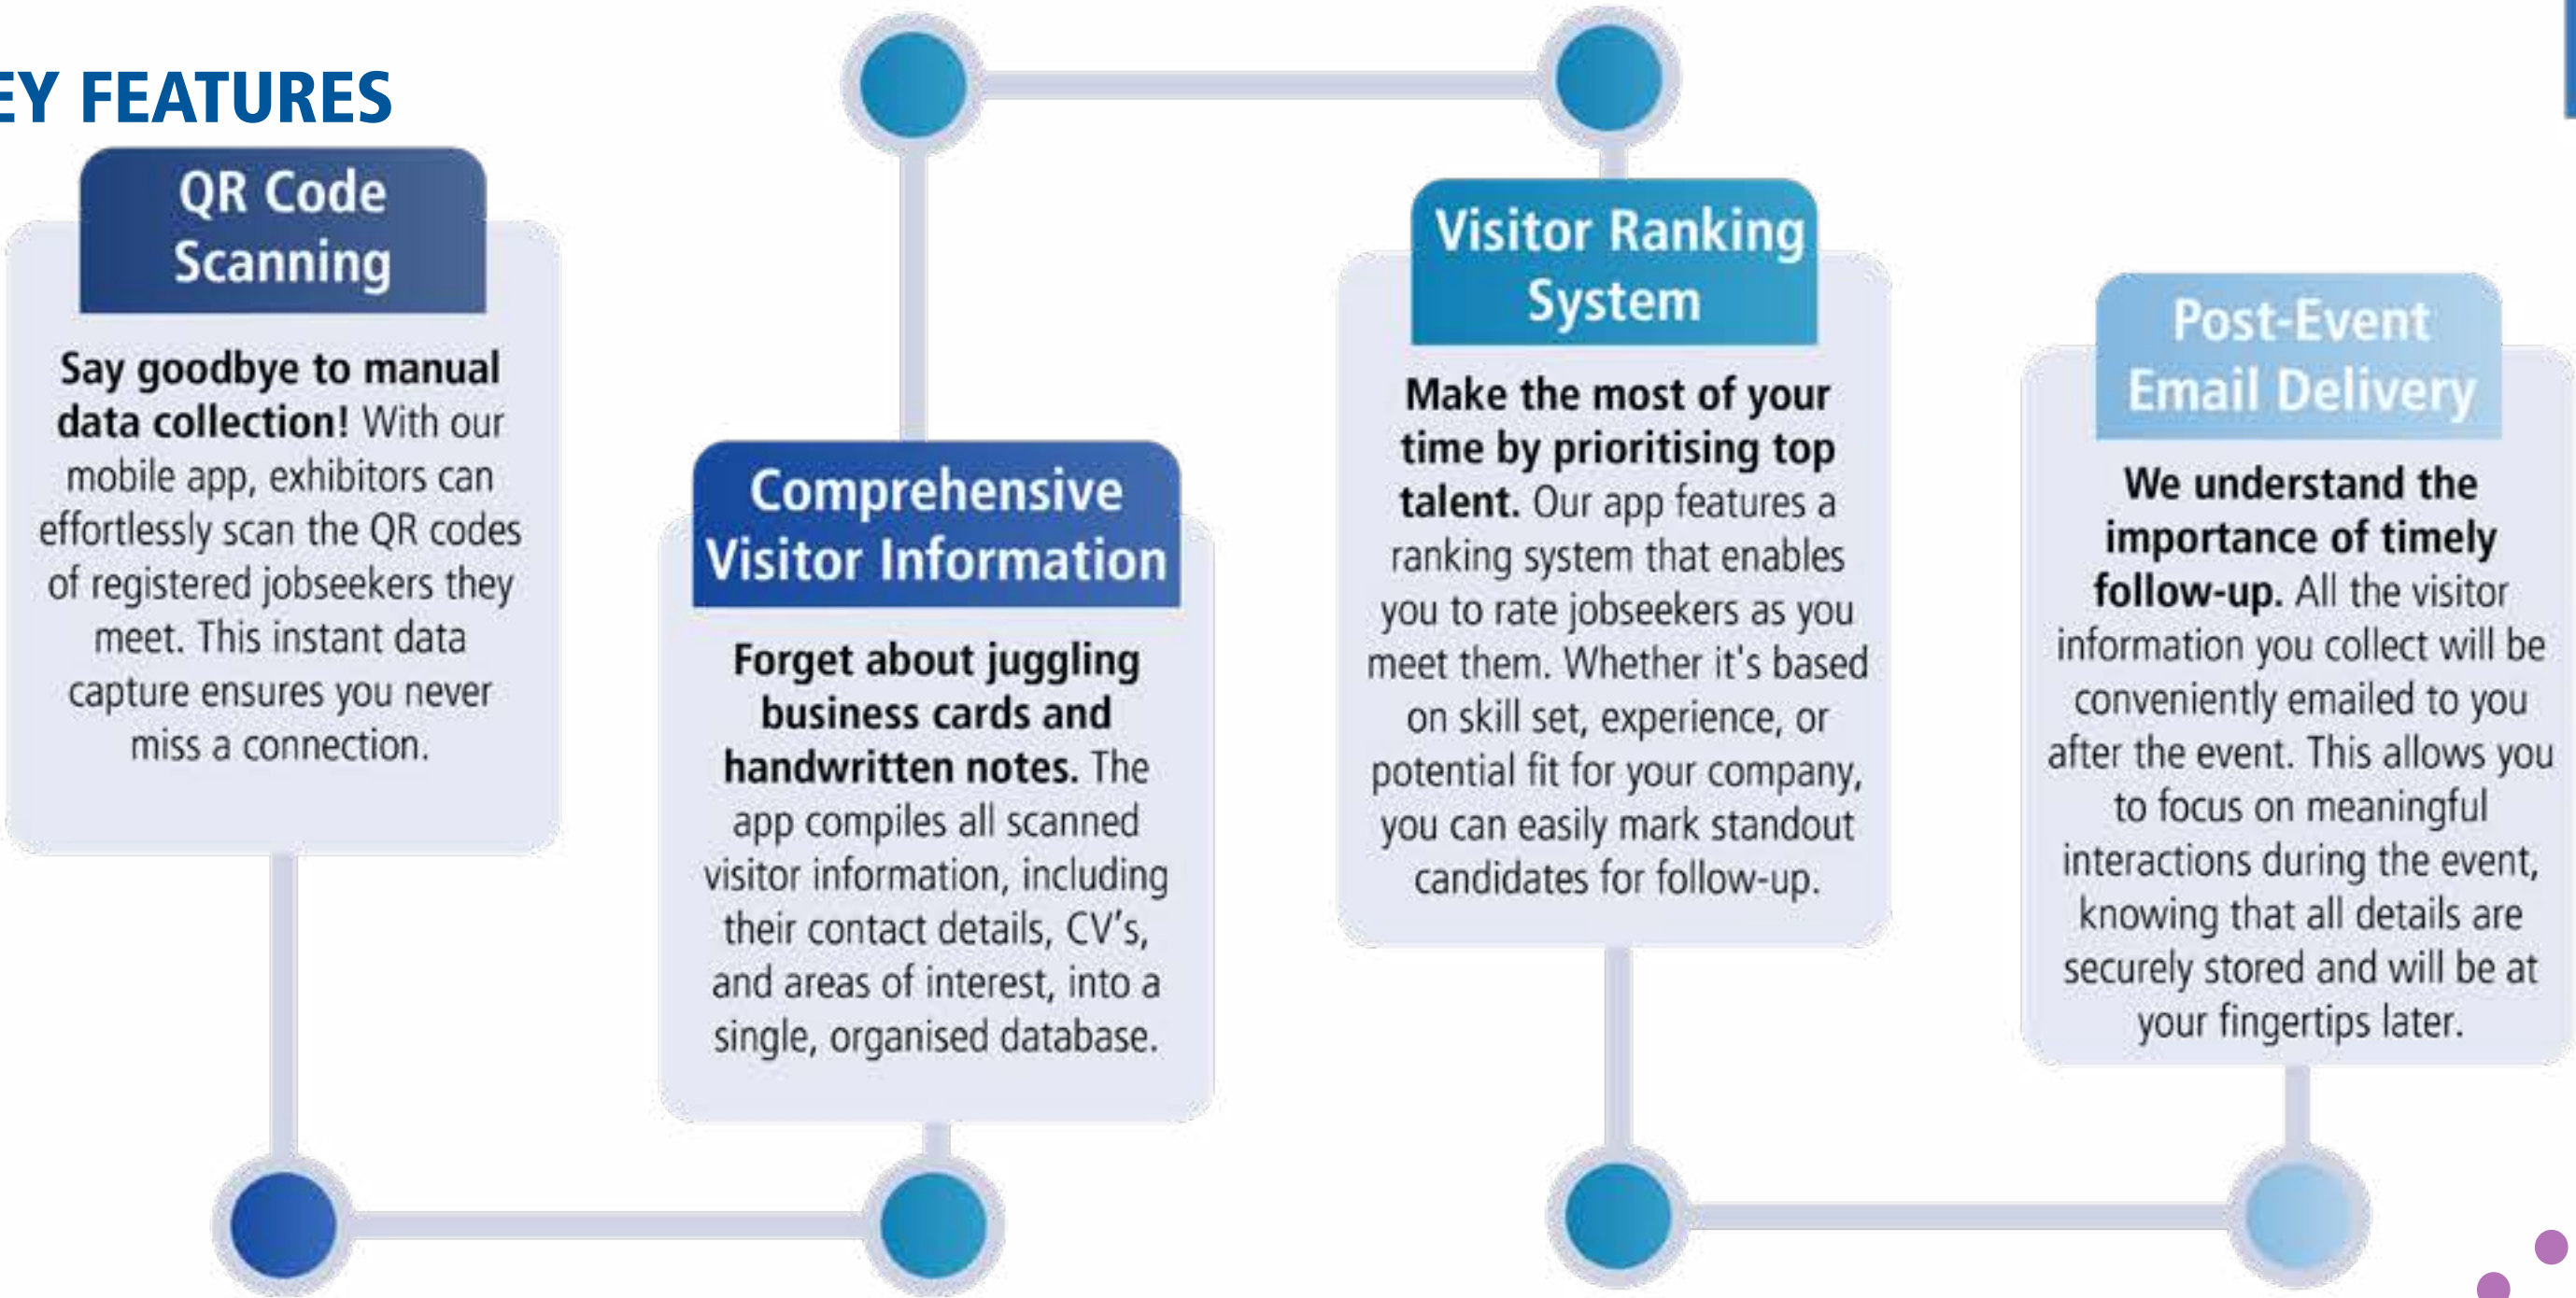 EY FEATURES
QR Code
Scanning
Say goodbye to manual
data collection! With our
mobile app, exhibitors can
effortlessly scan the QR codes
of registered jobseekers they
meet. This instant data
capture ensures you never
miss a connection.
Comprehensive
Visitor Information
Forget about juggling
business cards and
handwritten notes. The
app compiles all scanned
visitor information, including
their contact details, CV's,
and areas of interest, into a
single, organised database.
Visitor Ranking
System
Make the most of your
time by prioritising top
talent. Our app features a
ranking system that enables
you to rate jobseekers as you
meet them. Whether it's based
on skill set, experience, or
potential fit for your company,
you can easily mark standout
candidates for follow-up.
Post-Event
Email Delivery
We understand the
importance of timely
follow-up. All the visitor
information you collect will be
conveniently emailed to you
after the event. This allows you
to focus on meaningful
interactions during the event,
knowing that all details are
securely stored and will be at
your fingertips later.